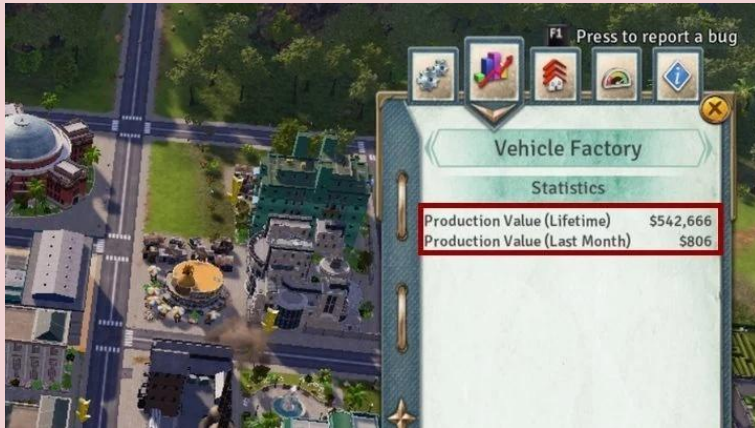 F1 Press to report a bug
Vehicle Factory
Statistics
Production Value (Lifetime) $542,666
Production Value (Last Month) $806